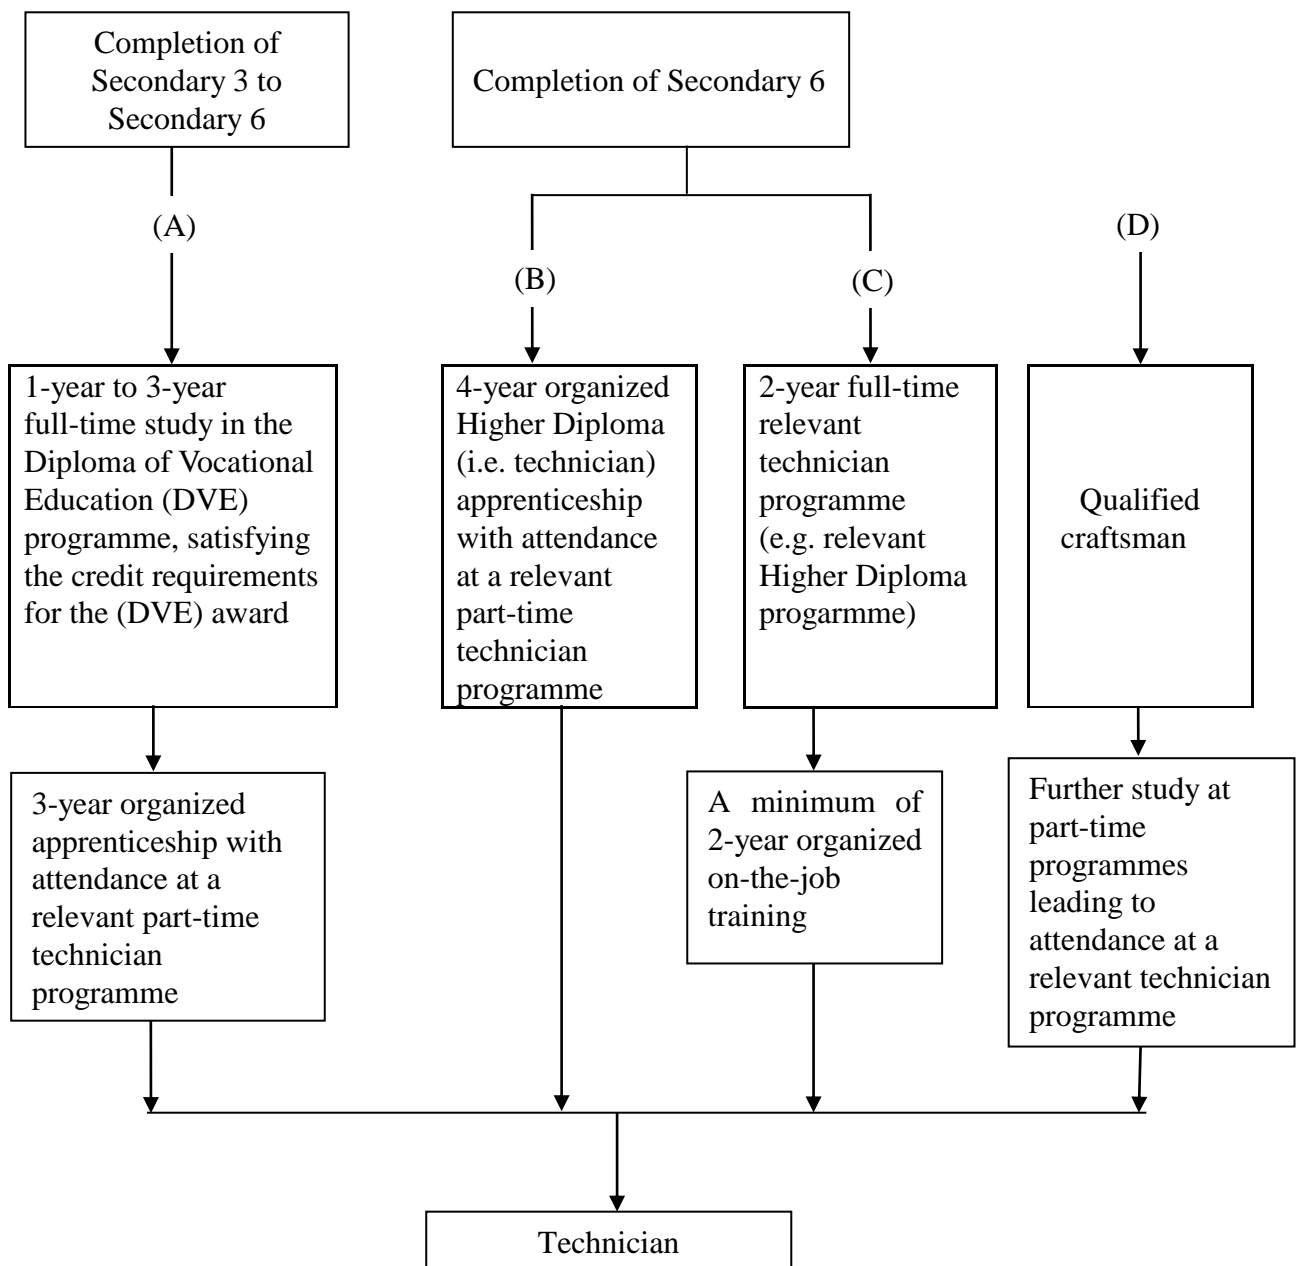 Completion of
Secondary 3 to
Secondary 6
Completion of Secondary 6
(A)
(B)
(C)
(D)
1-year to 3-year
full-time study in the
Diploma of Vocational
Education (DVE)
programme, satisfying
the credit requirements
for the (DVE) award
4-year organized
Higher Diploma
(i.e. technician)
apprenticeship
with attendance
at a relevant
part-time
technician
programme
2-year full-time
relevant
technician
programme
(e.g. relevant
Higher Diploma
progarmme)
Qualified
craftsman
3-year organized
apprenticeship with
attendance at a
relevant part-time
technician
programme
A minimum of
2-year organized
on-the-job
training
Further study at
part-time
programmes
leading to
attendance at a
relevant technician
programme
Technician